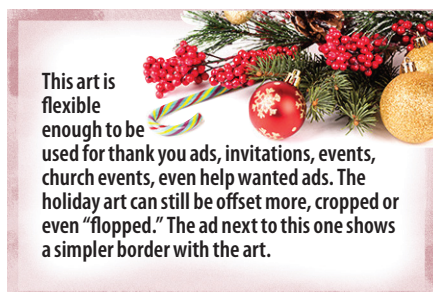 This art is
flexible
enough to be
used for thank you ads, invitations, events,
church events, even help wanted ads. The
holiday art can still be offset more, cropped or
even “flopped.” The ad next to this one shows
a simpler border with the art.